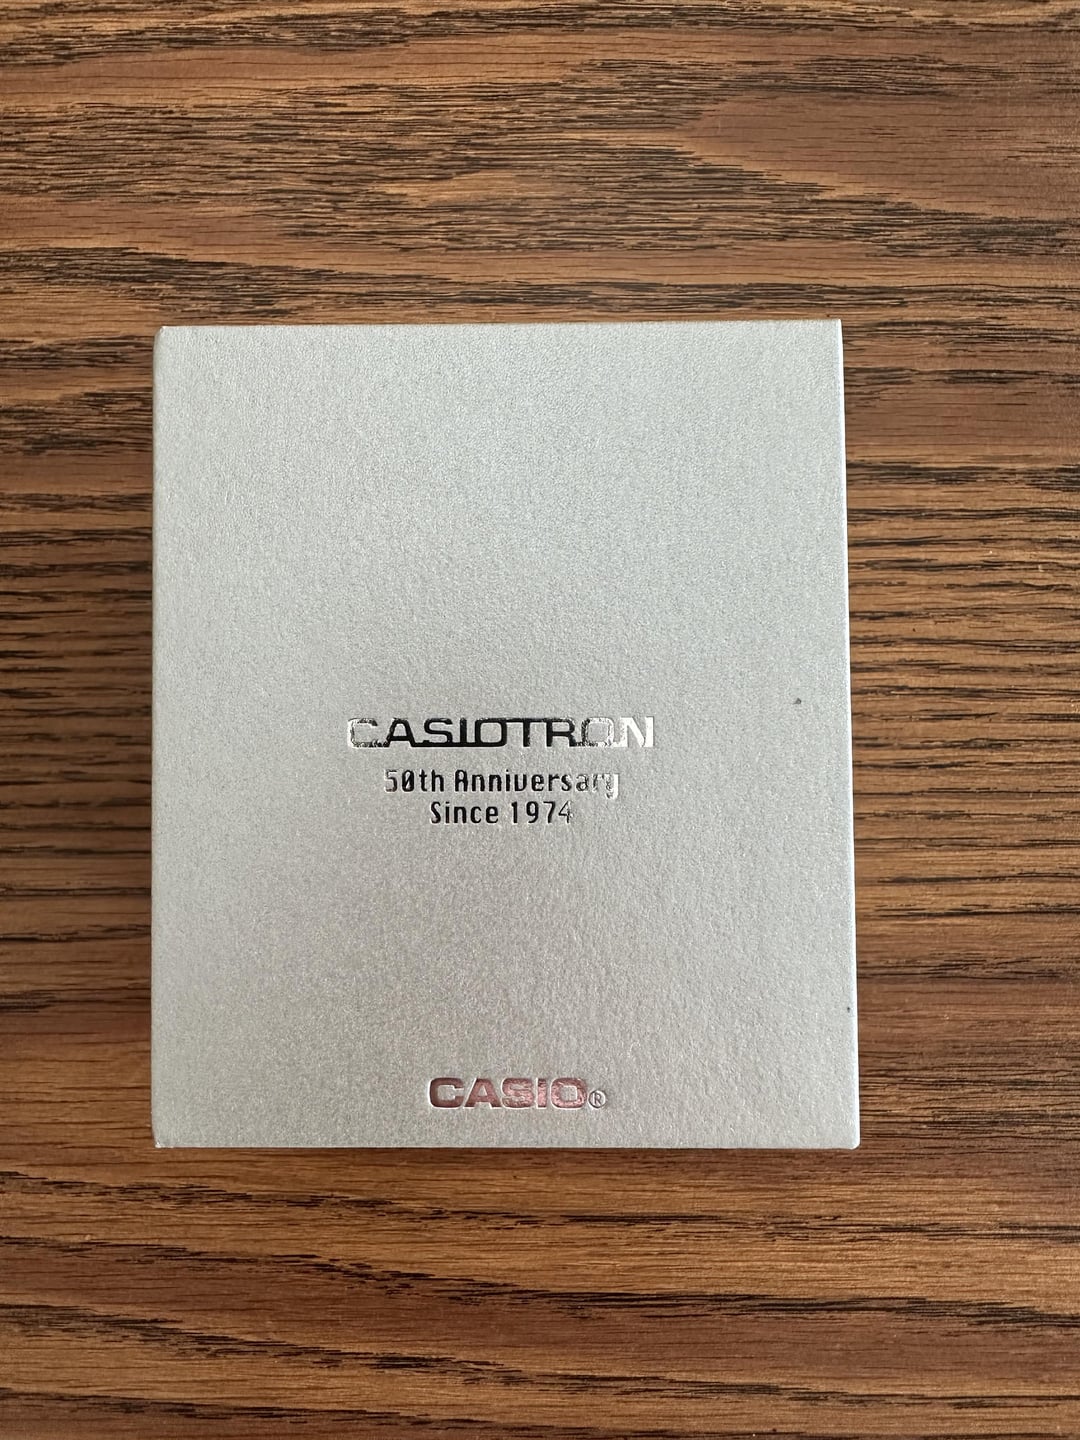 CASIOTRON
50th Anniversary
Since 1974
CASIO®